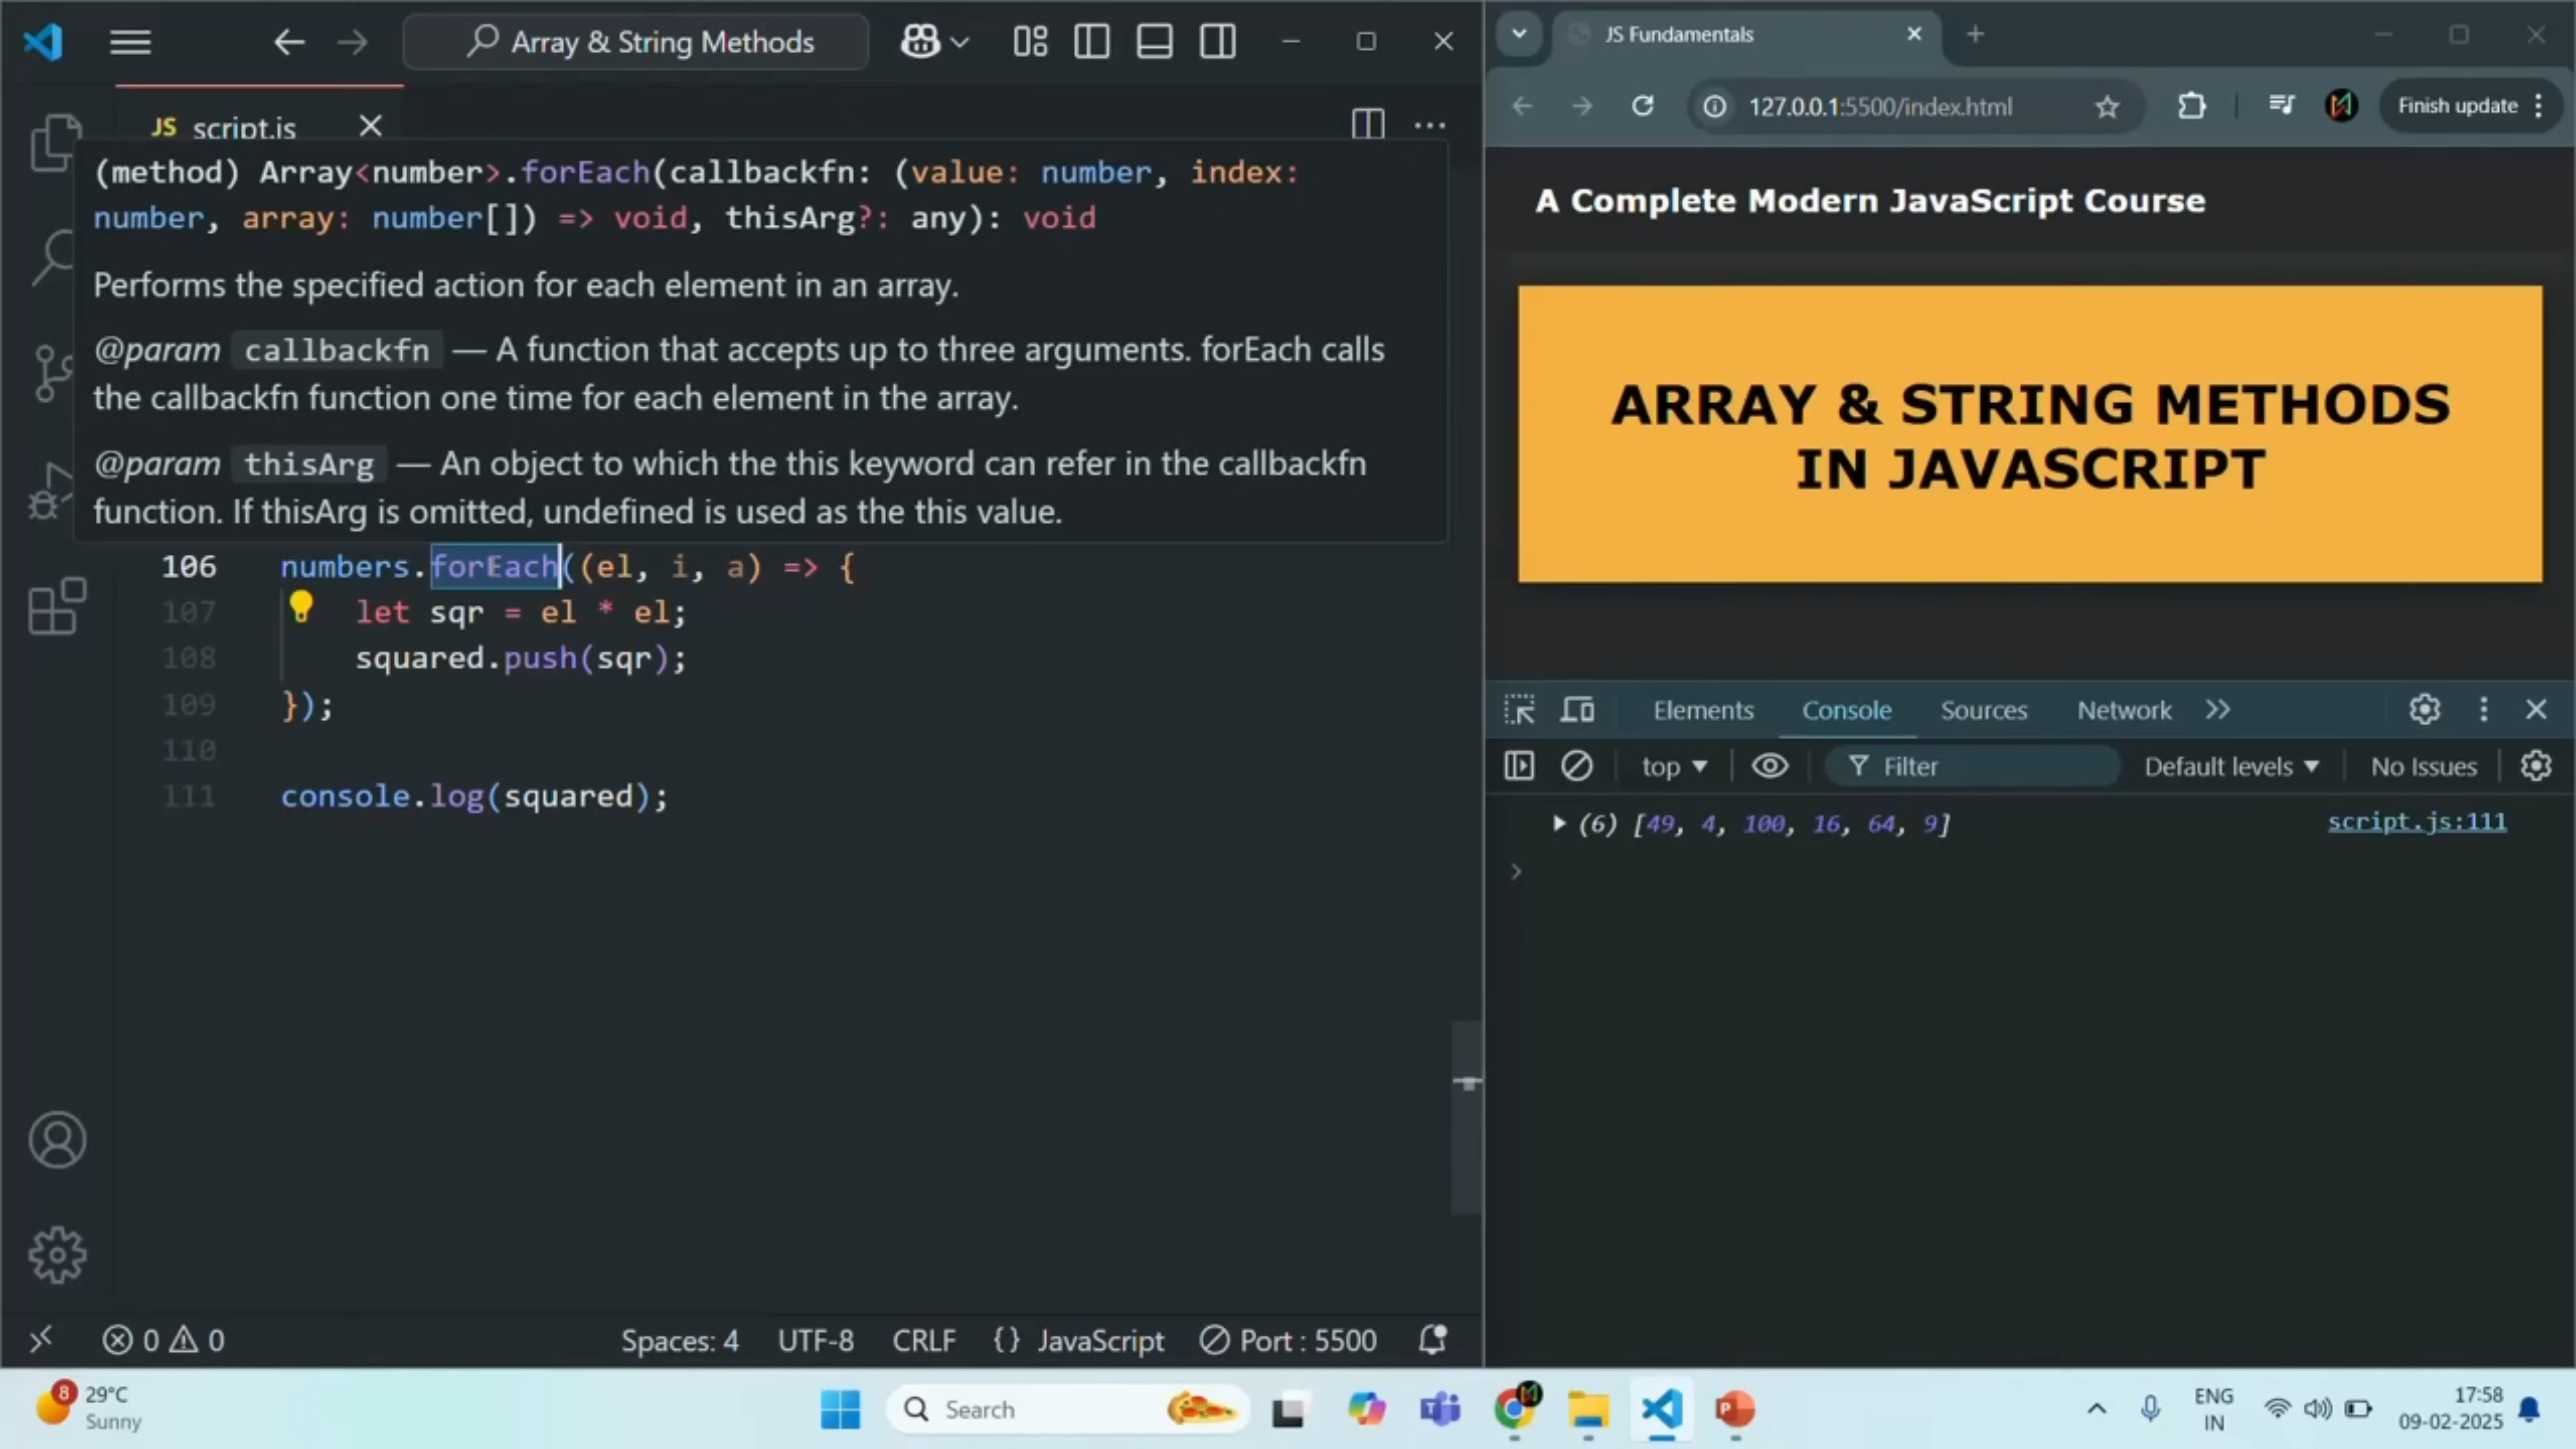 Array & String Methods
JS script.js
(method) Array<number>.forEach(callbackfn: (value: number, index:
number, array: number[]) => void, thisArg?: any): void
Performs the specified action for each element in an array.
@param callbackfn — A function that accepts up to three arguments. forEach calls
the callbackfn function one time for each element in the array.
@param thisArg — An object to which the this keyword can refer in the callbackfn
function. If thisArg is omitted, undefined is used as the this value.
106 numbers.forEach((el, i, a) => {
107 let sqr = el * el;
108 squared.push(sqr);
109 });
110
111 console.log(squared);
0 0 Spaces: 4 UTF-8 CRLF {} JavaScript Port : 5500
JS Fundamentals
127.0.0.1:5500/index.html Finish update
A Complete Modern JavaScript Course
ARRAY & STRING METHODS
IN JAVASCRIPT
Elements Console Sources Network
top Filter Default levels No Issues
(6) [49, 4, 100, 16, 64, 9] script.js:111
8 29°C
Sunny
Search
ENG
IN
17:58
09-02-2025